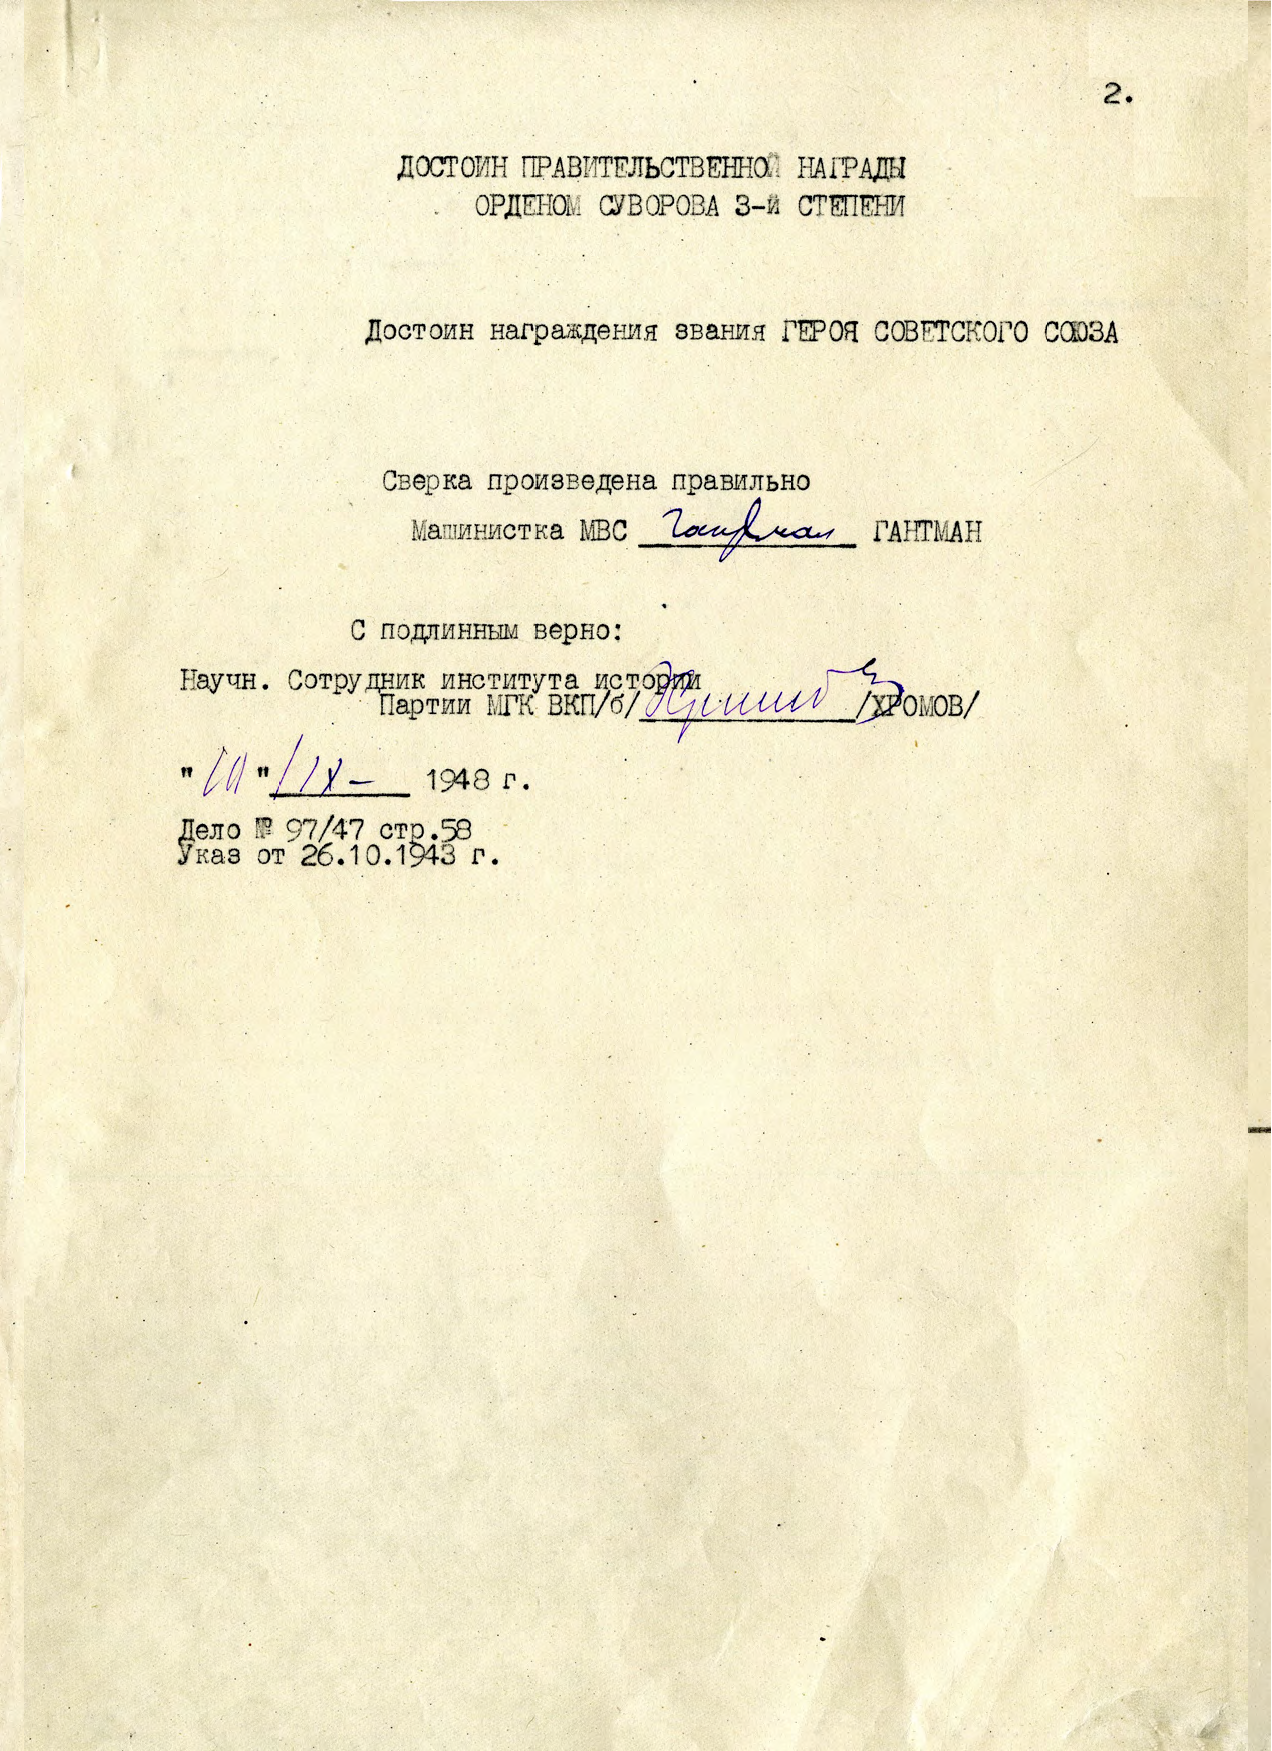 2.
ДОСТОИН ПРАВИТЕЛЬСТВЕННОЙ НАГРАДЫ
ОРДЕНОМ СУВОРОВА 3-й СТЕПЕНИ
Достоин награждения звания ГЕРОЯ СОВЕТСКОГО СОЮЗА
Сверка произведена правильно
Машинистка МВС Гантман ГАНТМАН
С подлинным верно:
Научн. Сотрудник института истории
Партии МГК ВКП/б/ /ХРОМОВ/
" " /IX- 1948 г.
Дело № 97/47 стр.58
Указ от 26.10.1943 г.